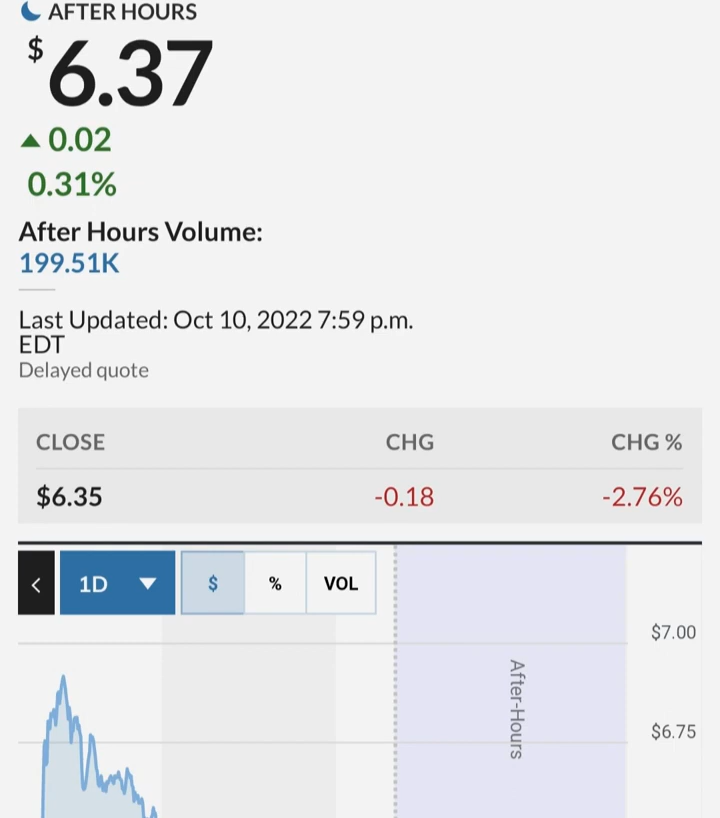 AFTER HOURS
$6.37
▲ 0.02
0.31%
After Hours Volume:
199.51K
Last Updated: Oct 10, 2022 7:59 p.m.
EDT
Delayed quote
CLOSE CHG CHG %
$6.35 -0.18 -2.76%
< 1D ▼ $ % VOL
$7.00
After-Hours
$6.75